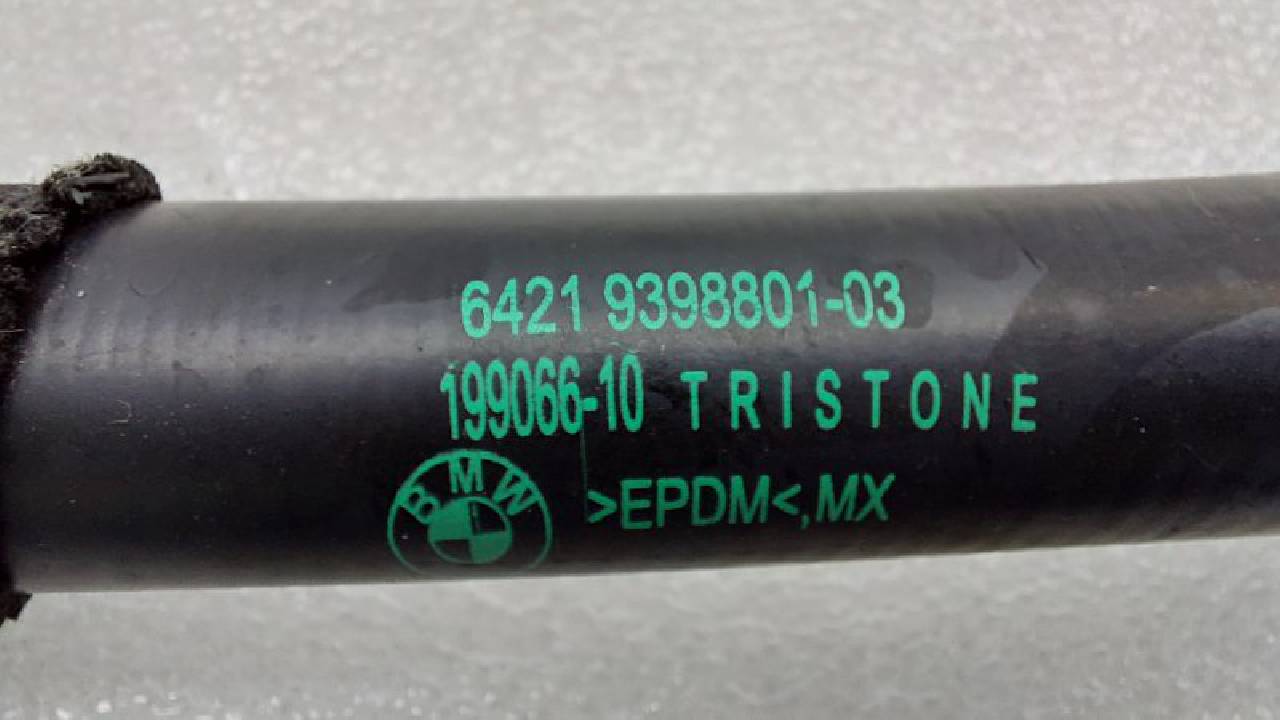 6421 9398801-03
199066-10 TRISTONE
BMW
>EPDM<,MX